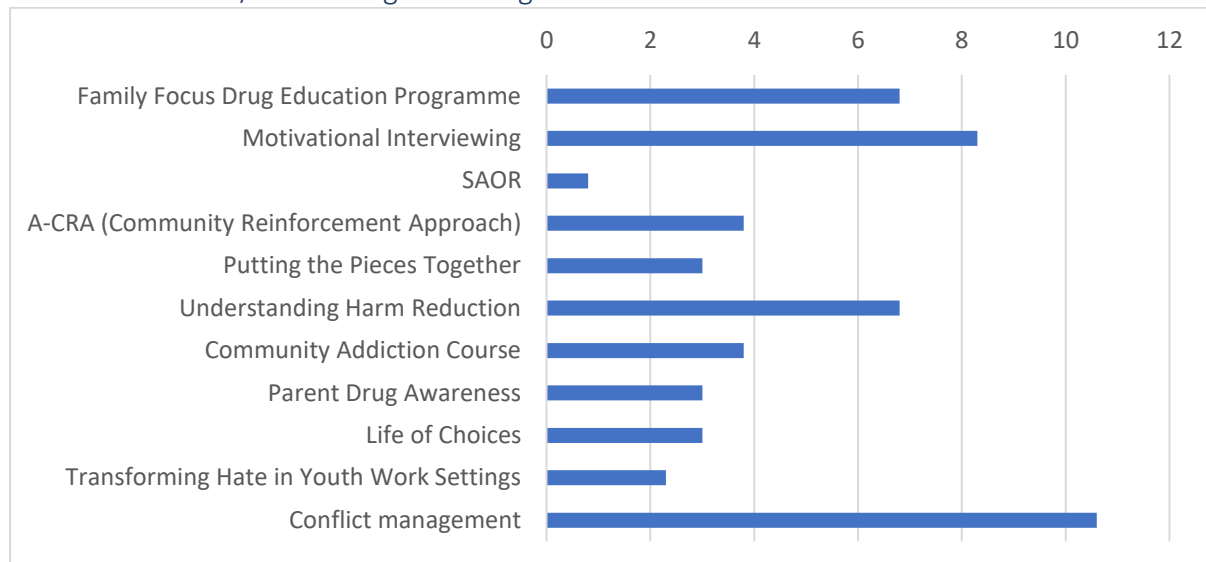 0 2 4 6 8 10 12
Family Focus Drug Education Programme
Motivational Interviewing
SAOR
A-CRA (Community Reinforcement Approach)
Putting the Pieces Together
Understanding Harm Reduction
Community Addiction Course
Parent Drug Awareness
Life of Choices
Transforming Hate in Youth Work Settings
Conflict management